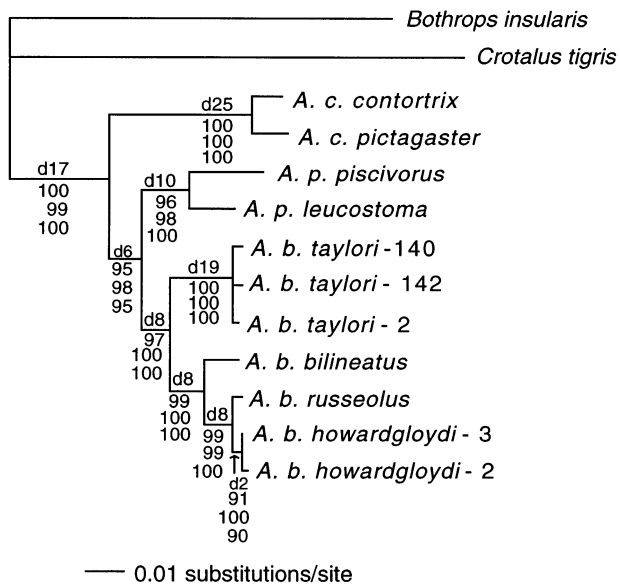 Bothrops insularis
Crotalus tigris
d25
A. c. contortrix
100
100
100
A. c. pictagaster
d17
100
99
100
d10
A. p. piscivorus
96
98
100
A. p. leucostoma
d6
95
98
95
d19
A. b. taylori -140
100
100
100
A. b. taylori - 142
A. b. taylori - 2
d8
97
100
100
A. b. bilineatus
d8
99
100
100
A. b. russeolus
d8
99
99
100
A. b. howardgloydi - 3
A. b. howardgloydi - 2
d2
91
100
90
0.01 substitutions/site